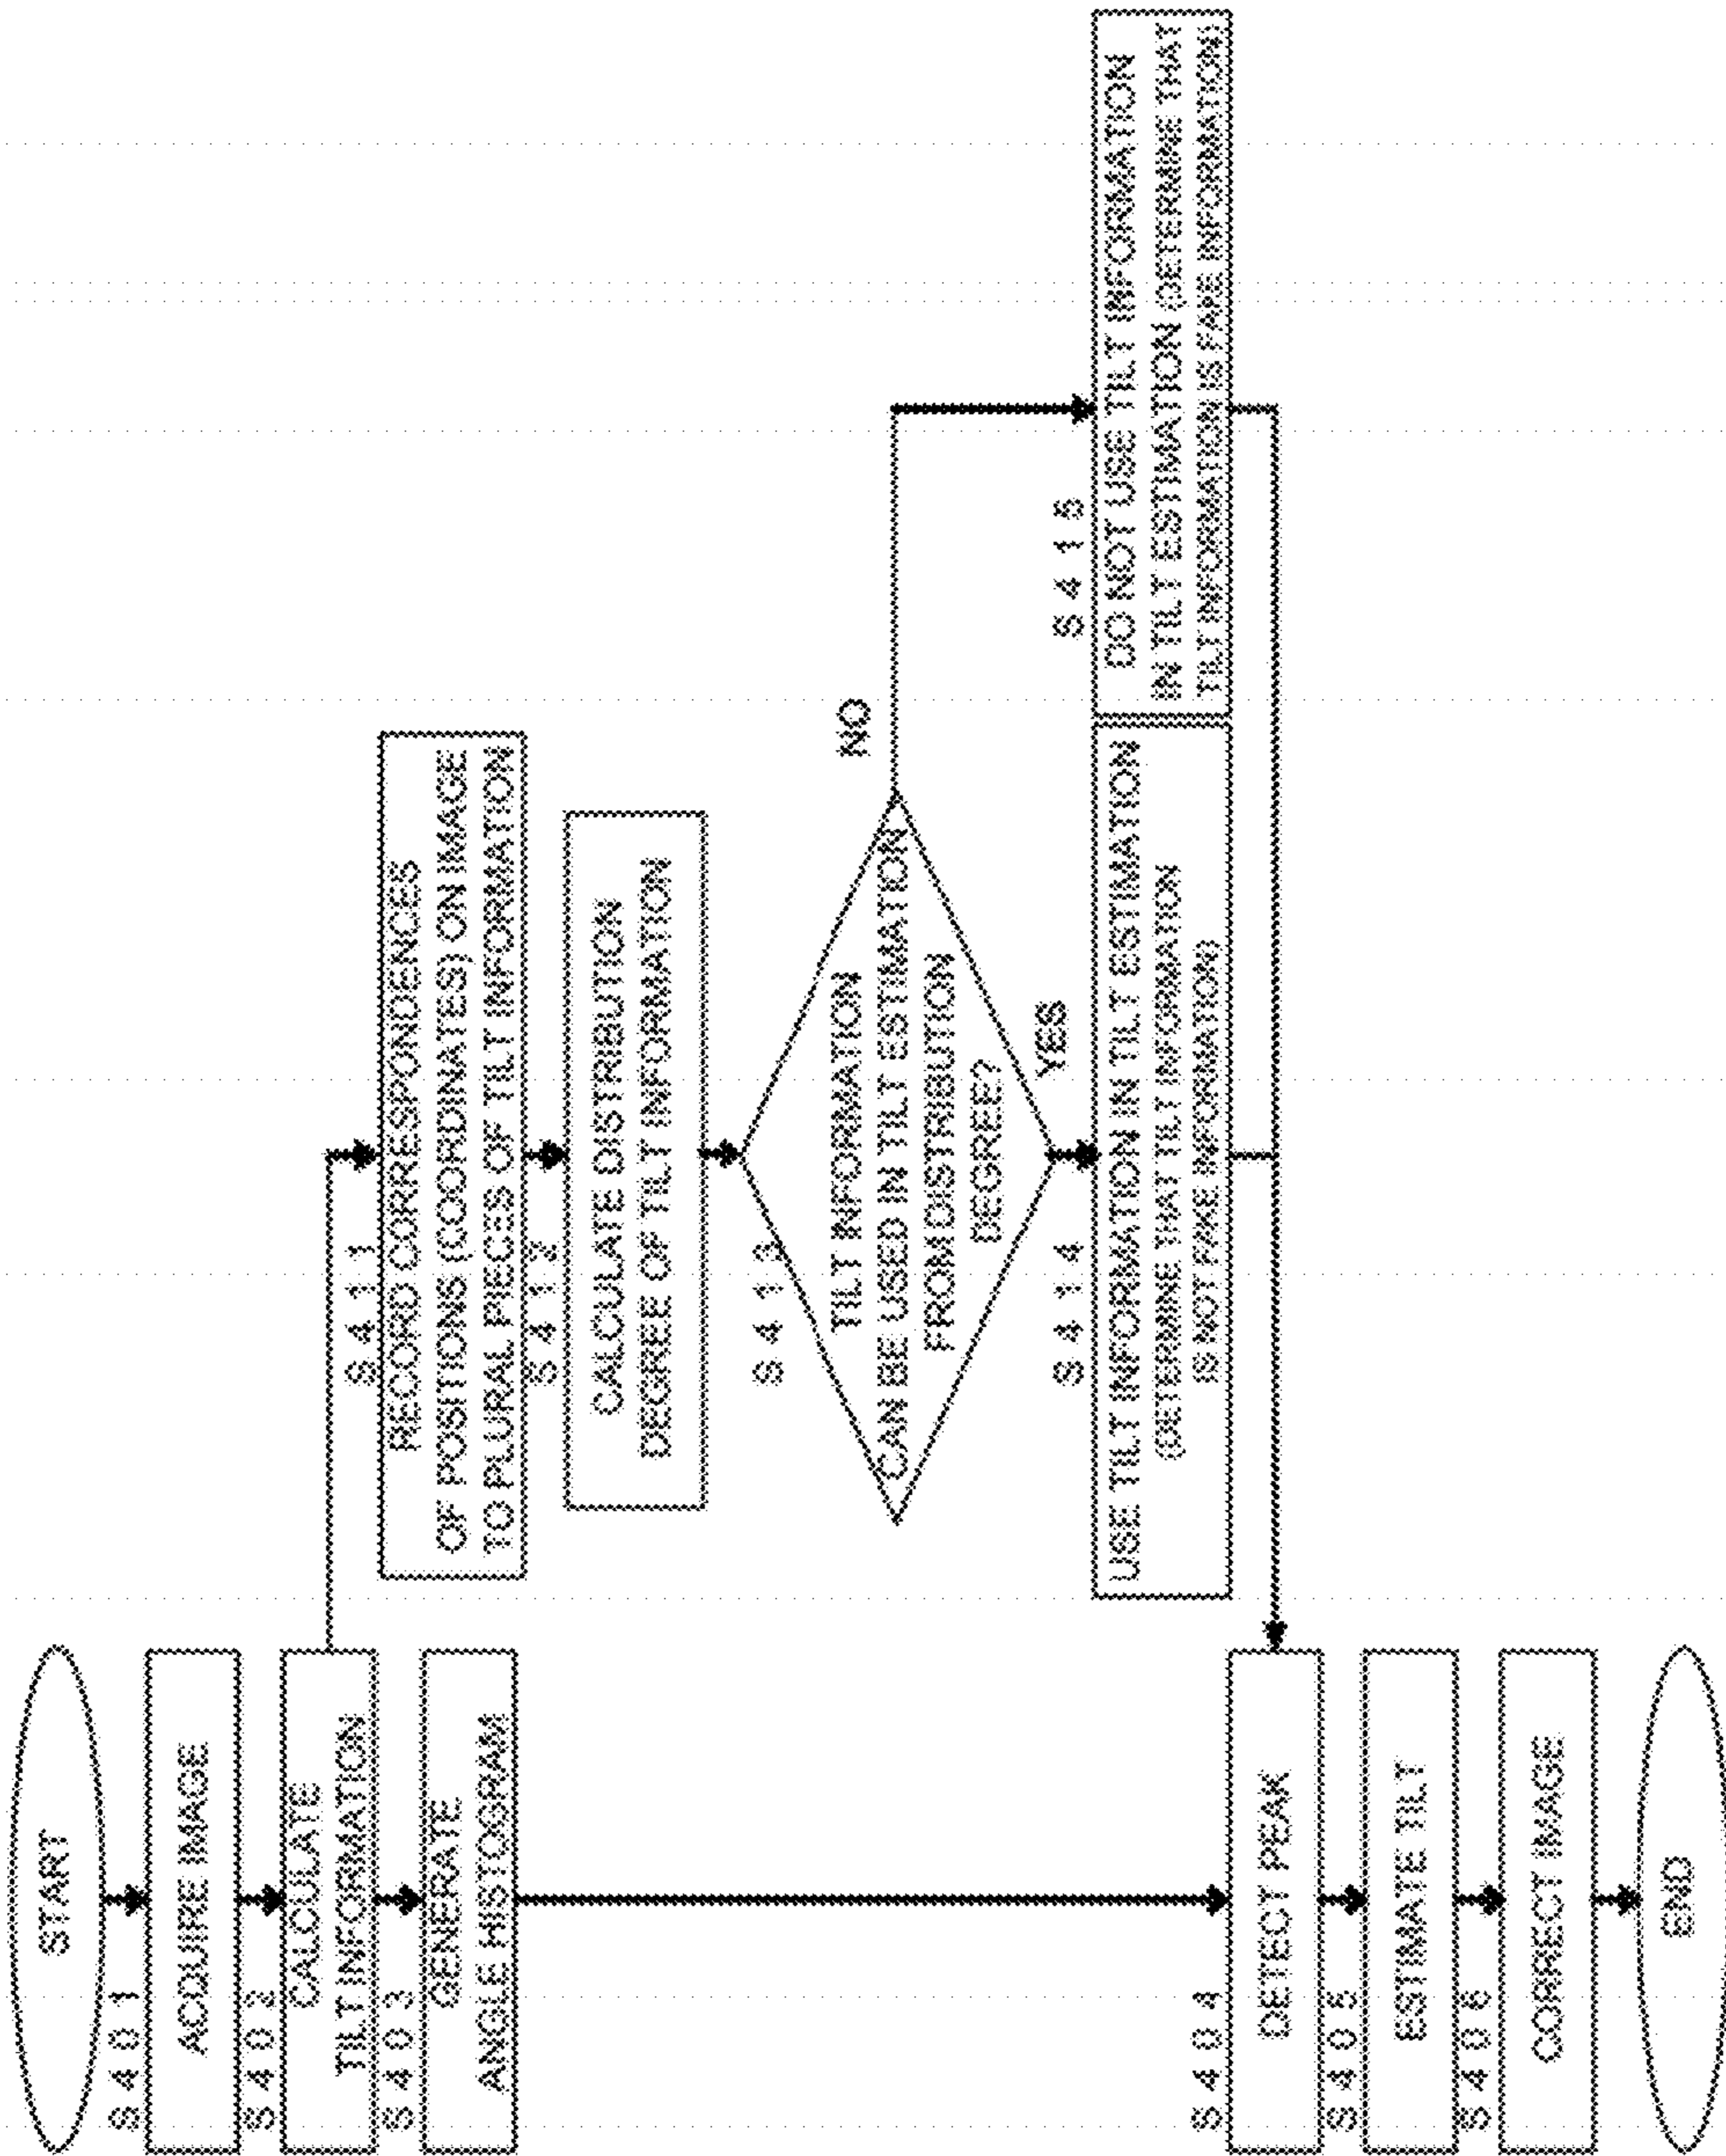 START
S401
ACQUIRE IMAGE
S402
CALCULATE
TILT INFORMATION
S403
GENERATE
ANGLE HISTOGRAM
S411
RECORD CORRESPONDENCES
OF POSITIONS (COORDINATES) ON IMAGE
TO PLURAL PIECES OF TILT INFORMATION
S412
CALCULATE DISTRIBUTION
DEGREE OF TILT INFORMATION
S413
TILT INFORMATION
CAN BE USED IN TILT ESTIMATION
FROM DISTRIBUTION
DEGREE?
NO
YES
S414
USE TILT INFORMATION IN TILT ESTIMATION
(DETERMINE THAT TILT INFORMATION
IS NOT FAKE INFORMATION)
S415
DO NOT USE TILT INFORMATION
IN TILT ESTIMATION (DETERMINE THAT
TILT INFORMATION IS FAKE INFORMATION)
S404
DETECT PEAK
S405
ESTIMATE TILT
S406
CORRECT IMAGE
END